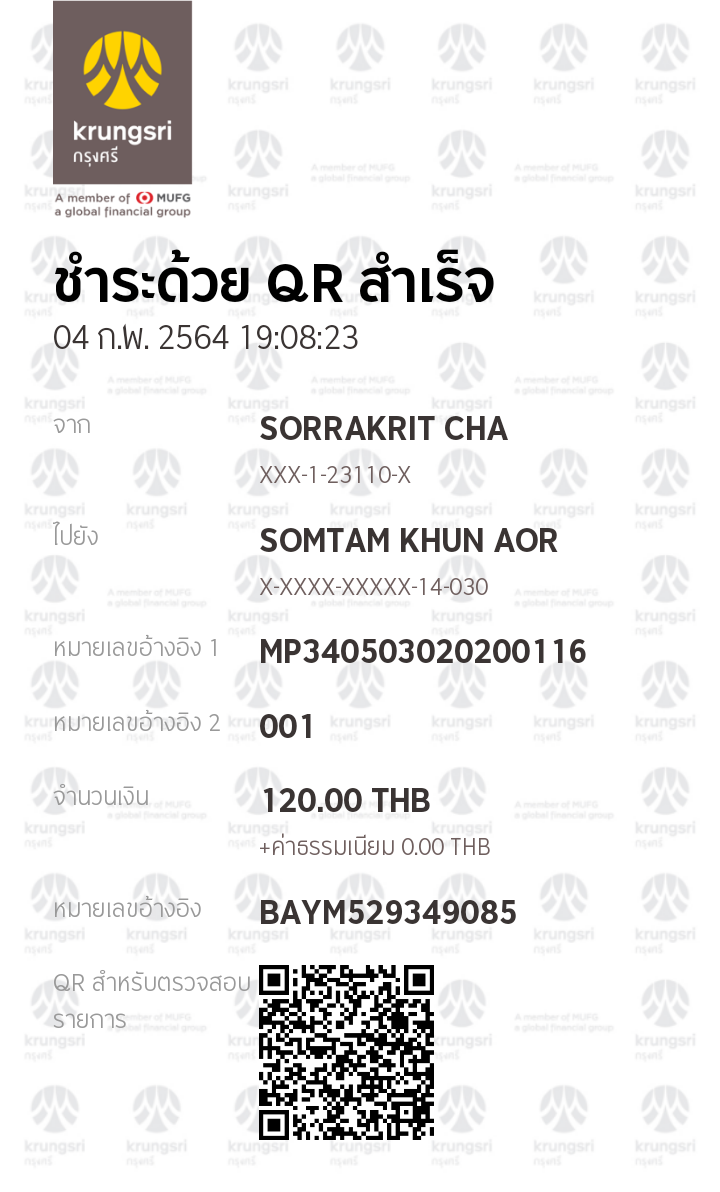 krungsri
กรุงศรี
A member of MUFG
a global financial group
ชำระด้วย QR สำเร็จ
04 ก.พ. 2564 19:08:23
จาก
SORRAKRIT CHA
XXX-1-23110-X
ไปยัง
SOMTAM KHUN AOR
X-XXXX-XXXXX-14-030
หมายเลขอ้างอิง 1
MP340503020200116
หมายเลขอ้างอิง 2
001
จำนวนเงิน
120.00 THB
+ค่าธรรมเนียม 0.00 THB
หมายเลขอ้างอิง
BAYM529349085
QR สำหรับตรวจสอบ
รายการ